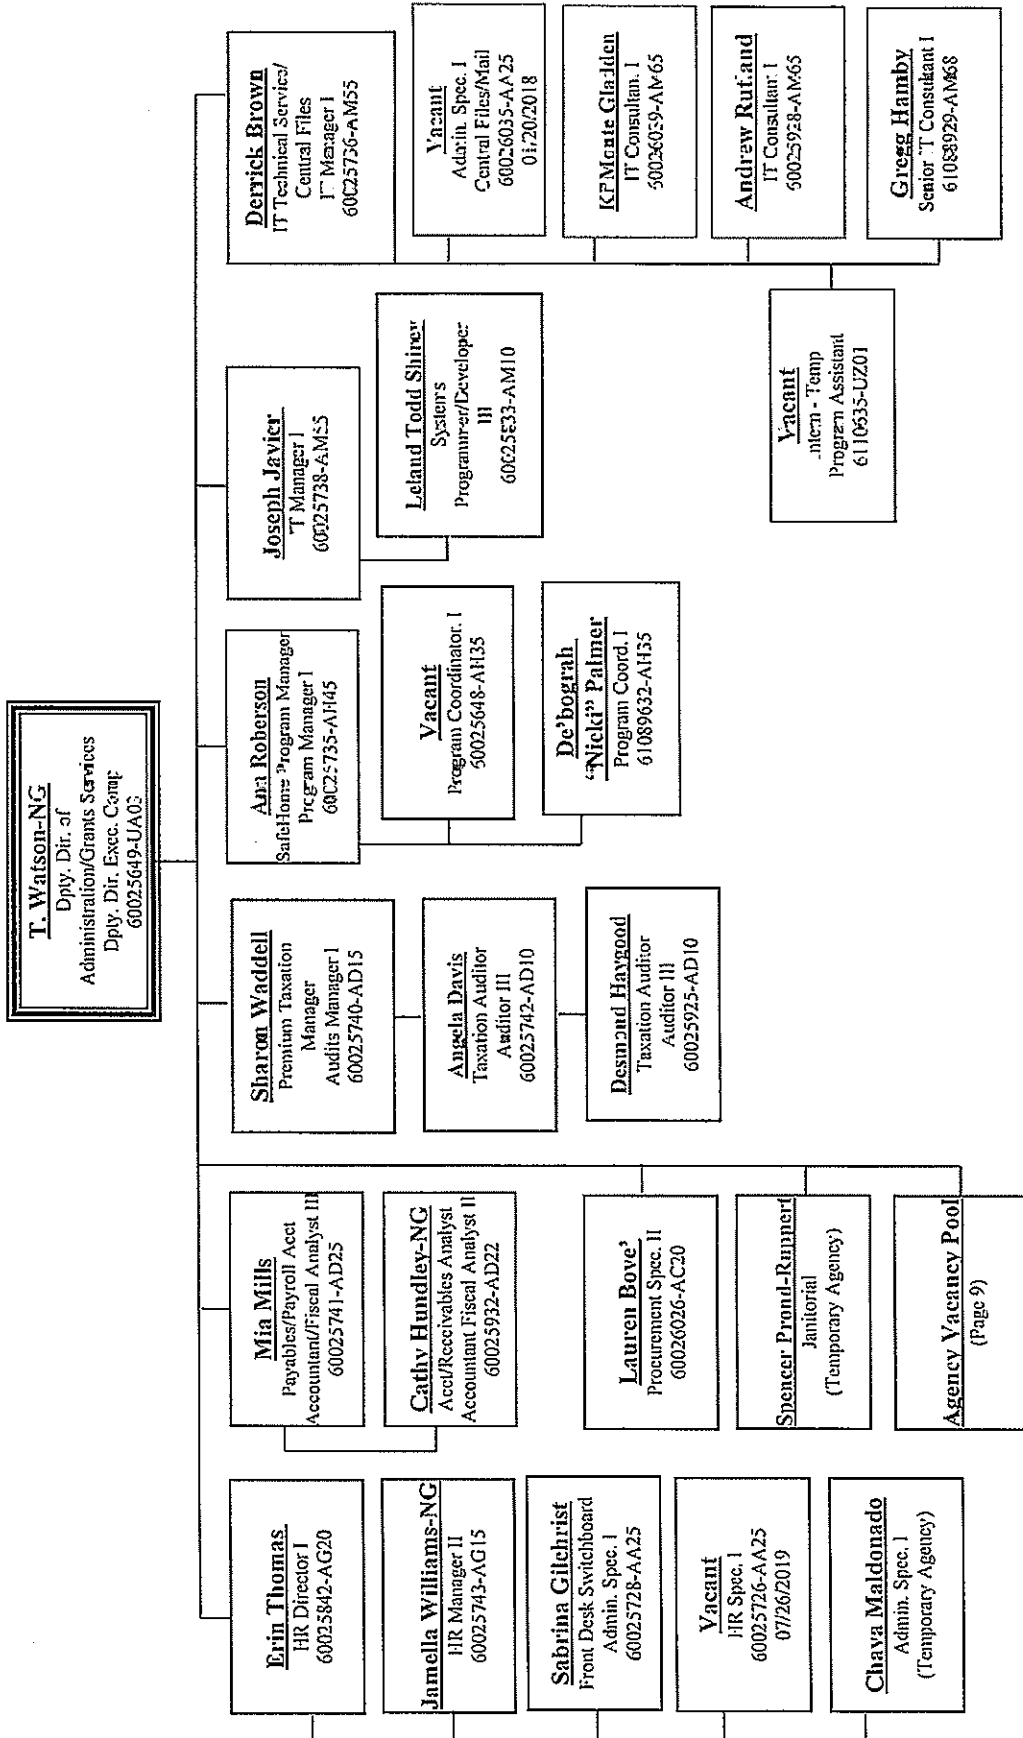 T. Watson-NG
Dpty. Dir. of
Administration/Grants Services
Dpty. Dir. Exec. Comp
60025649-UA03
Erin Thomas
HR Director I
60025842-AG20
Jamella Williams-NG
HR Manager II
60025743-AG15
Sabrina Gilchrist
Front Desk Switchboard
Admin. Spec. I
60025728-AA25
Vacant
HR Spec. I
60025726-AA25
07/26/2019
Chava Maldonado
Admin. Spec. I
(Temporary Agency)
Mia Mills
Payables/Payroll Acct
Accountant/Fiscal Analyst III
60025741-AD25
Cathy Hundley-NG
Acct/Receivables Analyst
Accountant Fiscal Analyst II
60025932-AD22
Lauren Bove'
Procurement Spec. II
60026026-AC20
Spencer Prond-Ruppert
Janitorial
(Temporary Agency)
Agency Vacancy Pool
(Page 9)
Sharon Waddell
Premium Taxation
Manager
Audits Manager I
60025740-AD15
Angela Davis
Taxation Auditor
Auditor III
60025742-AD10
Desmond Haygood
Taxation Auditor
Auditor III
60025925-AD10
Ann Roberson
SafeHome Program Manager
Program Manager I
60025735-AH45
Vacant
Program Coordinator. I
60025648-AH35
De'bograh
"Nicki" Palmer
Program Coord. I
61089632-AH35
Joseph Javier
IT Manager I
60025738-AM55
Leland Todd Shirer
Systems
Programmer/Developer
III
60025833-AM10
Derrick Brown
IT Technical Service/
Central Files
IT Manager I
60025736-AM55
Vacant
Admin. Spec. I
Central Files/Mail
60026035-AA25
01/20/2018
KP Monte Gladden
IT Consultant. I
60026039-AM65
Andrew Rutland
IT Consultant I
60025928-AM65
Gregg Hamby
Senior IT Consultant I
61088929-AM68
Vacant
Intern - Temp
Program Assistant
6110635-UZ01